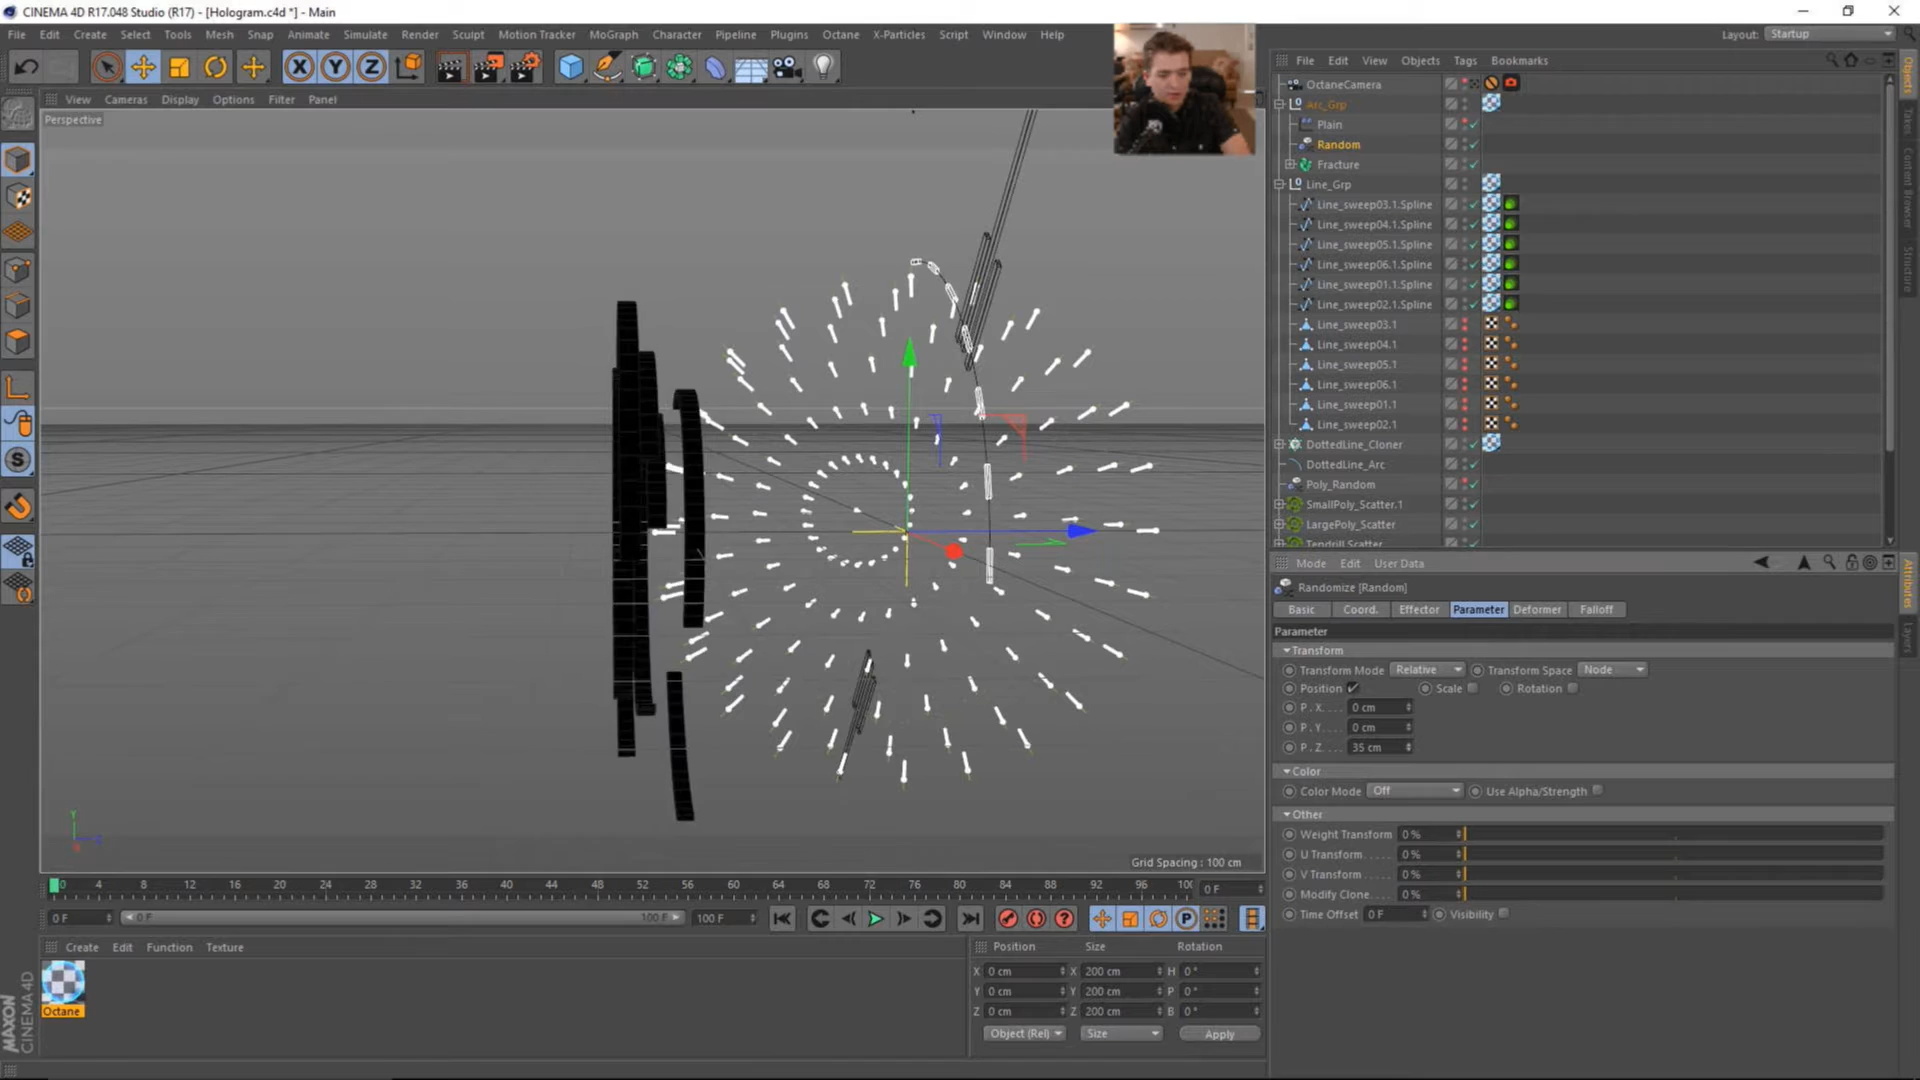 CINEMA 4D R17.048 Studio (R17) - [Hologram.c4d *] - Main
File Edit Create Select Tools Mesh Snap Animate Simulate Render Sculpt Motion Tracker MoGraph Character Pipeline Plugins Octane X-Particles Script Window Help
Layout: Startup
X Y Z
File Edit View Objects Tags Bookmarks
View Cameras Display Options Filter Panel
Perspective
OctaneCamera
Arc_Grp
Plain
Random
Fracture
Line_Grp
Line_sweep03.1.Spline
Line_sweep04.1.Spline
Line_sweep05.1.Spline
Line_sweep06.1.Spline
Line_sweep01.1.Spline
Line_sweep02.1.Spline
Line_sweep03.1
Line_sweep04.1
Line_sweep05.1
Line_sweep06.1
Line_sweep01.1
Line_sweep02.1
DottedLine_Cloner
DottedLine_Arc
Poly_Random
SmallPoly_Scatter.1
LargePoly_Scatter
Tendrill_Scatter
Objects
Takes
Content Browser
Structure
Mode Edit User Data
Randomize [Random]
Basic Coord. Effector Parameter Deformer Falloff
Parameter
Transform
Transform Mode Relative Transform Space Node
Position Scale Rotation
P . X. . . . 0 cm
P . Y. . . . 0 cm
P . Z. . . . 35 cm
Color
Color Mode Off Use Alpha/Strength
Other
Weight Transform 0 %
U Transform . . . . 0 %
V Transform . . . . 0 %
Modify Clone. . . . 0 %
Time Offset 0 F Visibility
Attributes
Layers
Y
Grid Spacing : 100 cm
0 4 8 12 16 20 24 28 32 36 40 44 48 52 56 60 64 68 72 76 80 84 88 92 96 100
0 F
0 F 0 F 100 F 100 F
P
Create Edit Function Texture
Octane
Position Size Rotation
X 0 cm X 200 cm H 0 °
Y 0 cm Y 200 cm P 0 °
Z 0 cm Z 200 cm B 0 °
Object (Rel) Size Apply
MAXON CINEMA 4D